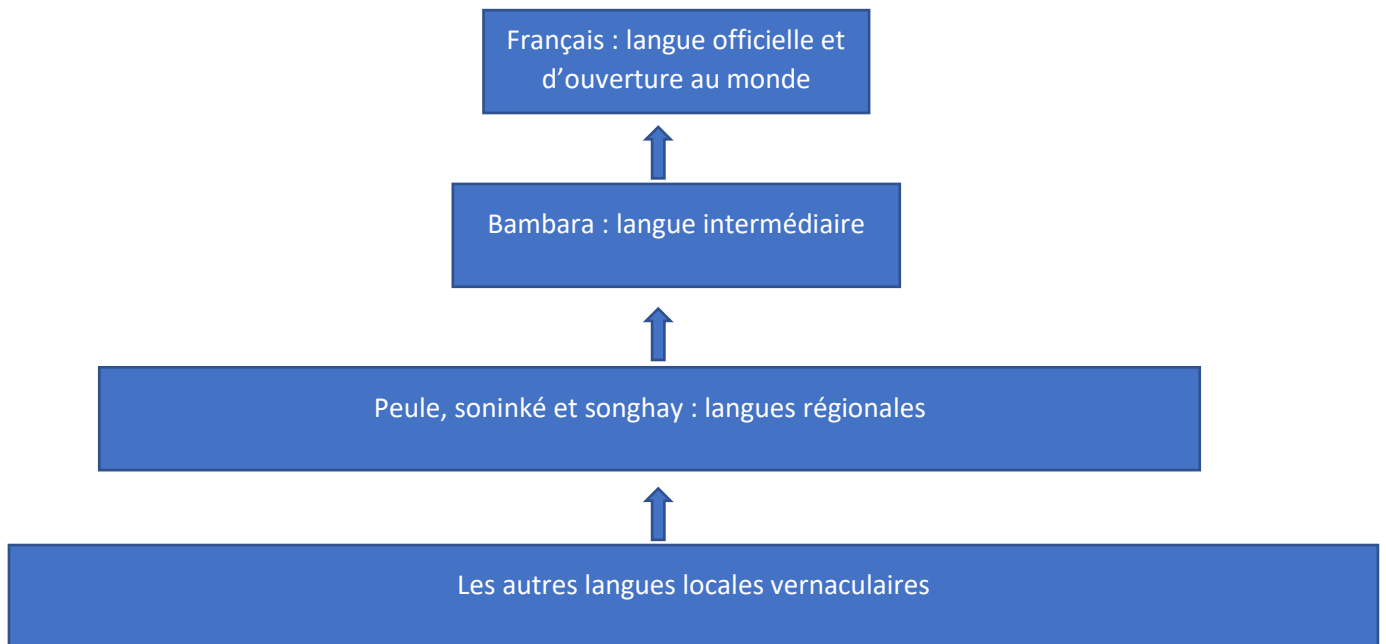 Français : langue officielle et
d’ouverture au monde
Bambara : langue intermédiaire
Peule, soninké et songhay : langues régionales
Les autres langues locales vernaculaires